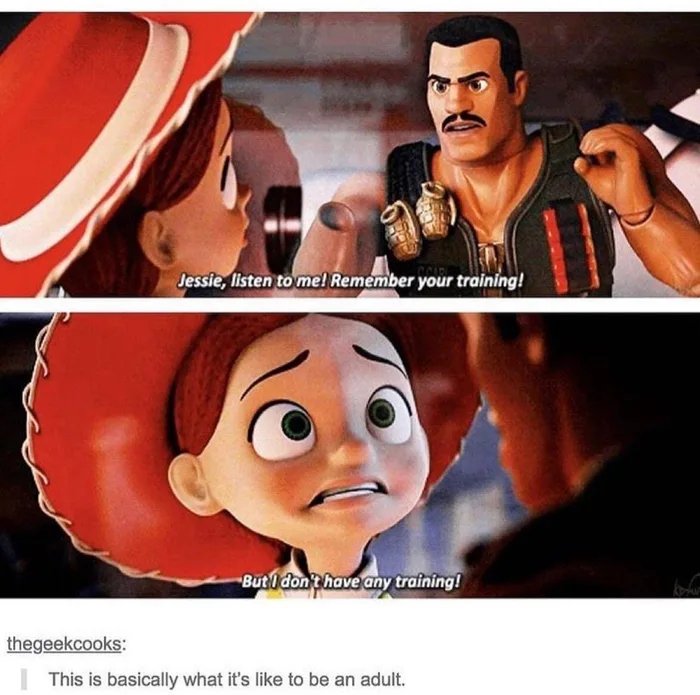 Jessie, listen to me! Remember your training!
But I don't have any training!
thegeekcooks:
This is basically what it's like to be an adult.